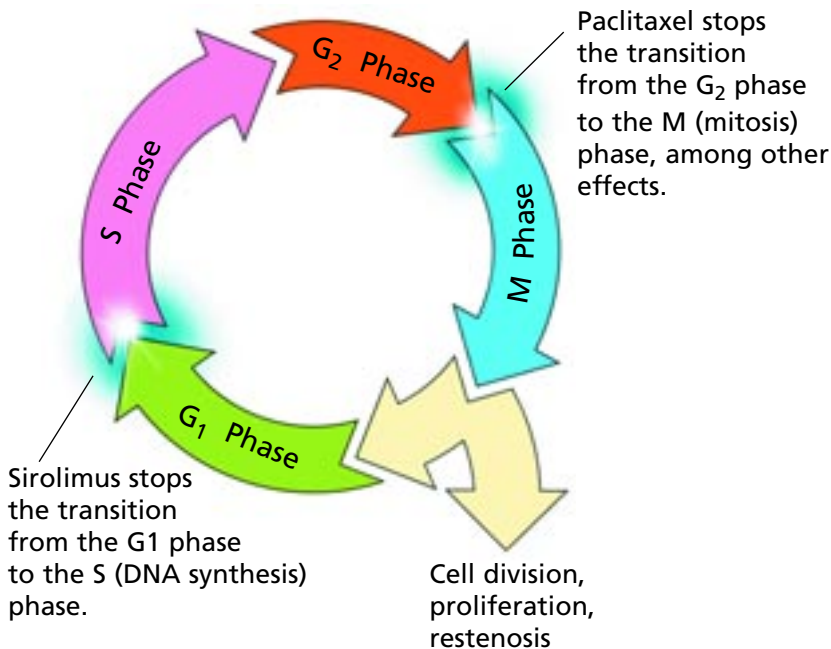 Paclitaxel stops
the transition
from the G₂ phase
to the M (mitosis)
phase, among other
effects.
G₂ Phase
S Phase
M Phase
G₁ Phase
Sirolimus stops
the transition
from the G1 phase
to the S (DNA synthesis)
phase.
Cell division,
proliferation,
restenosis